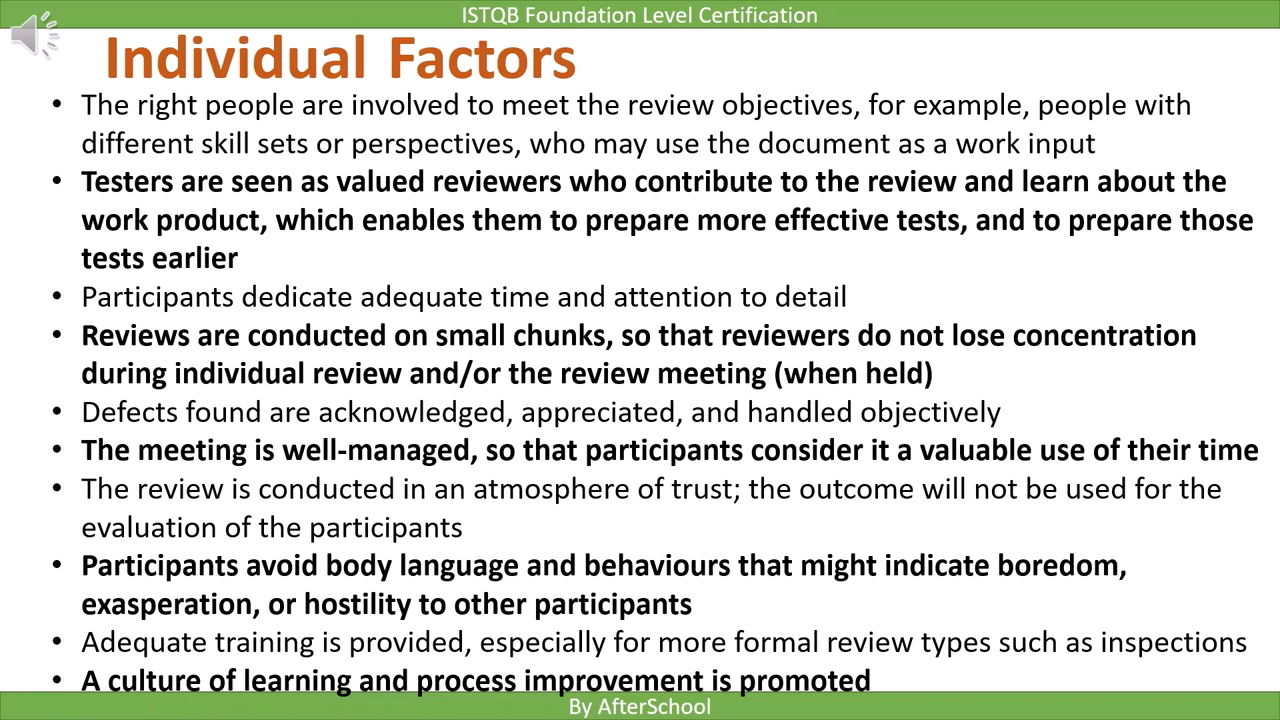 ISTQB Foundation Level Certification
Individual Factors
• The right people are involved to meet the review objectives, for example, people with
different skill sets or perspectives, who may use the document as a work input
• Testers are seen as valued reviewers who contribute to the review and learn about the
work product, which enables them to prepare more effective tests, and to prepare those
tests earlier
• Participants dedicate adequate time and attention to detail
• Reviews are conducted on small chunks, so that reviewers do not lose concentration
during individual review and/or the review meeting (when held)
• Defects found are acknowledged, appreciated, and handled objectively
• The meeting is well-managed, so that participants consider it a valuable use of their time
• The review is conducted in an atmosphere of trust; the outcome will not be used for the
evaluation of the participants
• Participants avoid body language and behaviours that might indicate boredom,
exasperation, or hostility to other participants
• Adequate training is provided, especially for more formal review types such as inspections
• A culture of learning and process improvement is promoted
By AfterSchool